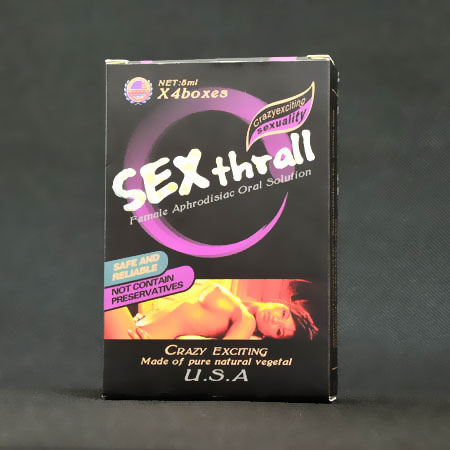 NET:5ml
X4boxes
Crazyexciting
sexuality
SEX thrall
Female Aphrodisiac Oral Solution
SAFE AND
RELIABLE
NOT CONTAIN
PRESERVATIVES
CRAZY EXCITING
Made of pure natural vegetal
U.S.A